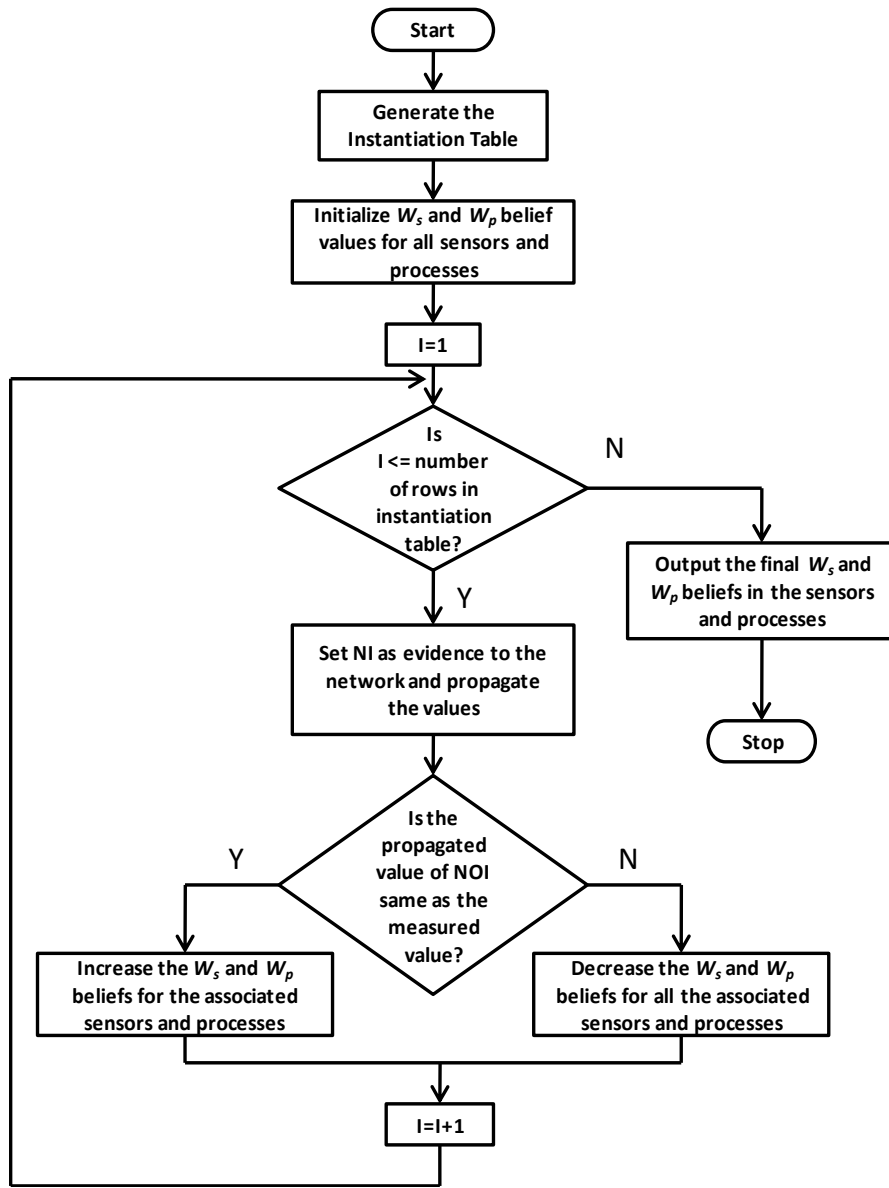 Start
Generate the
Instantiation Table
Initialize Ws and Wp belief
values for all sensors and
processes
I=1
Is
I <= number
of rows in
instantiation
table?
N
Y
Output the final Ws and
Wp beliefs in the sensors
and processes
Set NI as evidence to the
network and propagate
the values
Stop
Is the
propagated
value of NOI
same as the
measured
value?
Y
N
Increase the Ws and Wp
beliefs for the associated
sensors and processes
Decrease the Ws and Wp
beliefs for all the associated
sensors and processes
I=I+1